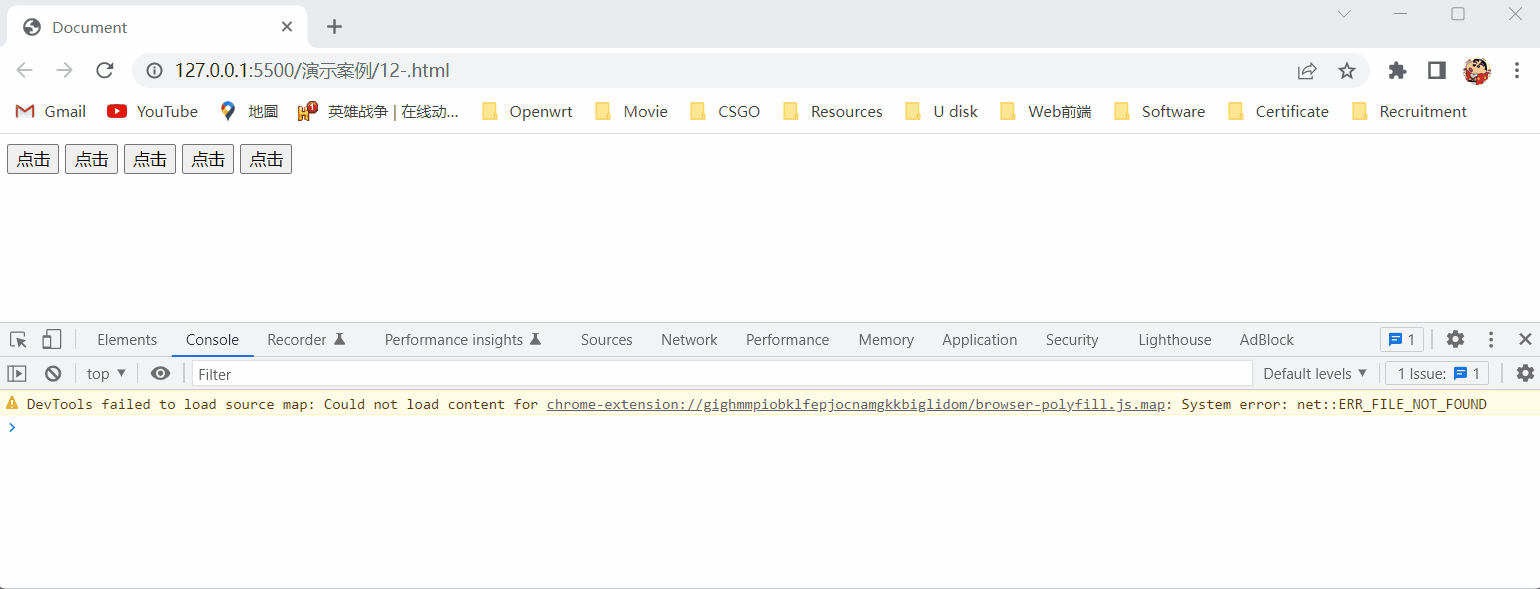 Document
127.0.0.1:5500/演示案例/12-.html
Gmail YouTube 地圖 英雄战争 | 在线动... Openwrt Movie CSGO Resources U disk Web前端 Software Certificate Recruitment
点击 点击 点击 点击 点击
Elements Console Recorder Performance insights Sources Network Performance Memory Application Security Lighthouse AdBlock 1
top Filter Default levels 1 Issue: 1
DevTools failed to load source map: Could not load content for chrome-extension://gighmmpiobklfepjocnamgkkbiglidom/browser-polyfill.js.map: System error: net::ERR_FILE_NOT_FOUND